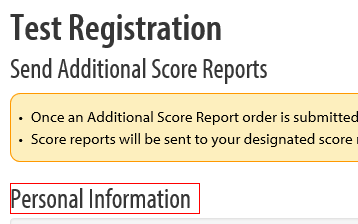 Test Registration
Send Additional Score Reports
• Once an Additional Score Report order is submitted
• Score reports will be sent to your designated score
Personal Information